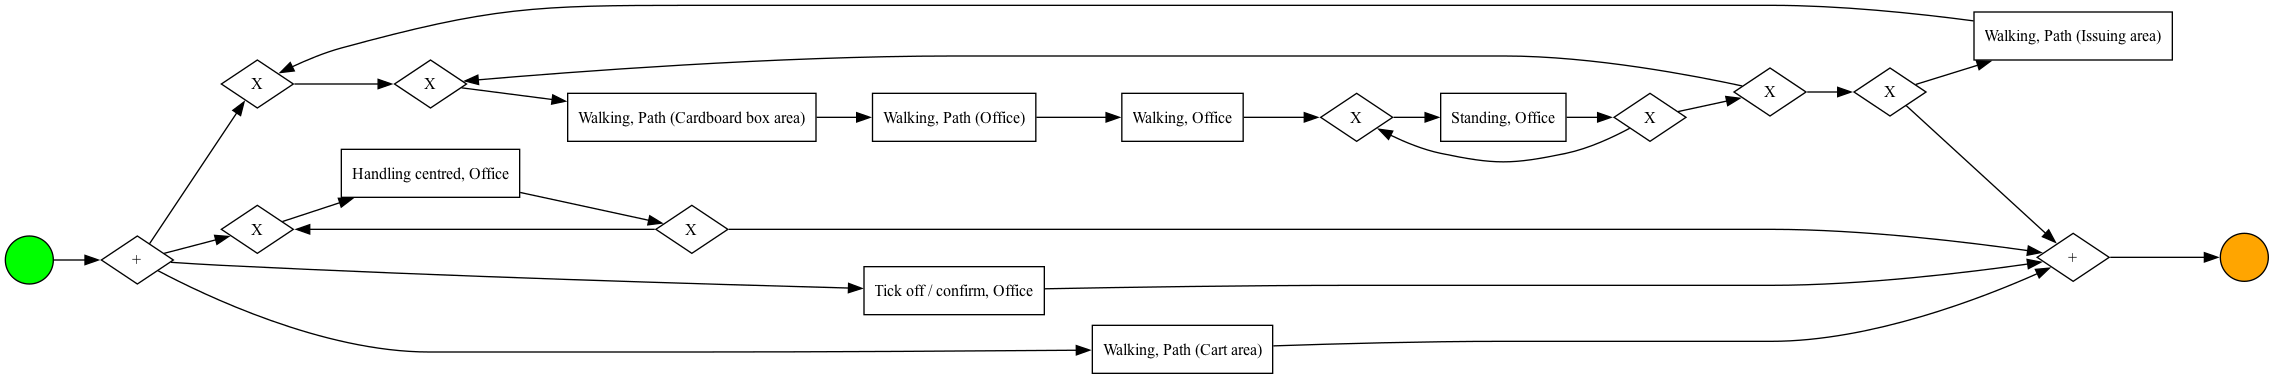 Walking, Path (Issuing area)
X
X
X
X
Walking, Path (Cardboard box area)
Walking, Path (Office)
Walking, Office
X
Standing, Office
X
Handling centred, Office
X
X
+
+
Tick off / confirm, Office
Walking, Path (Cart area)